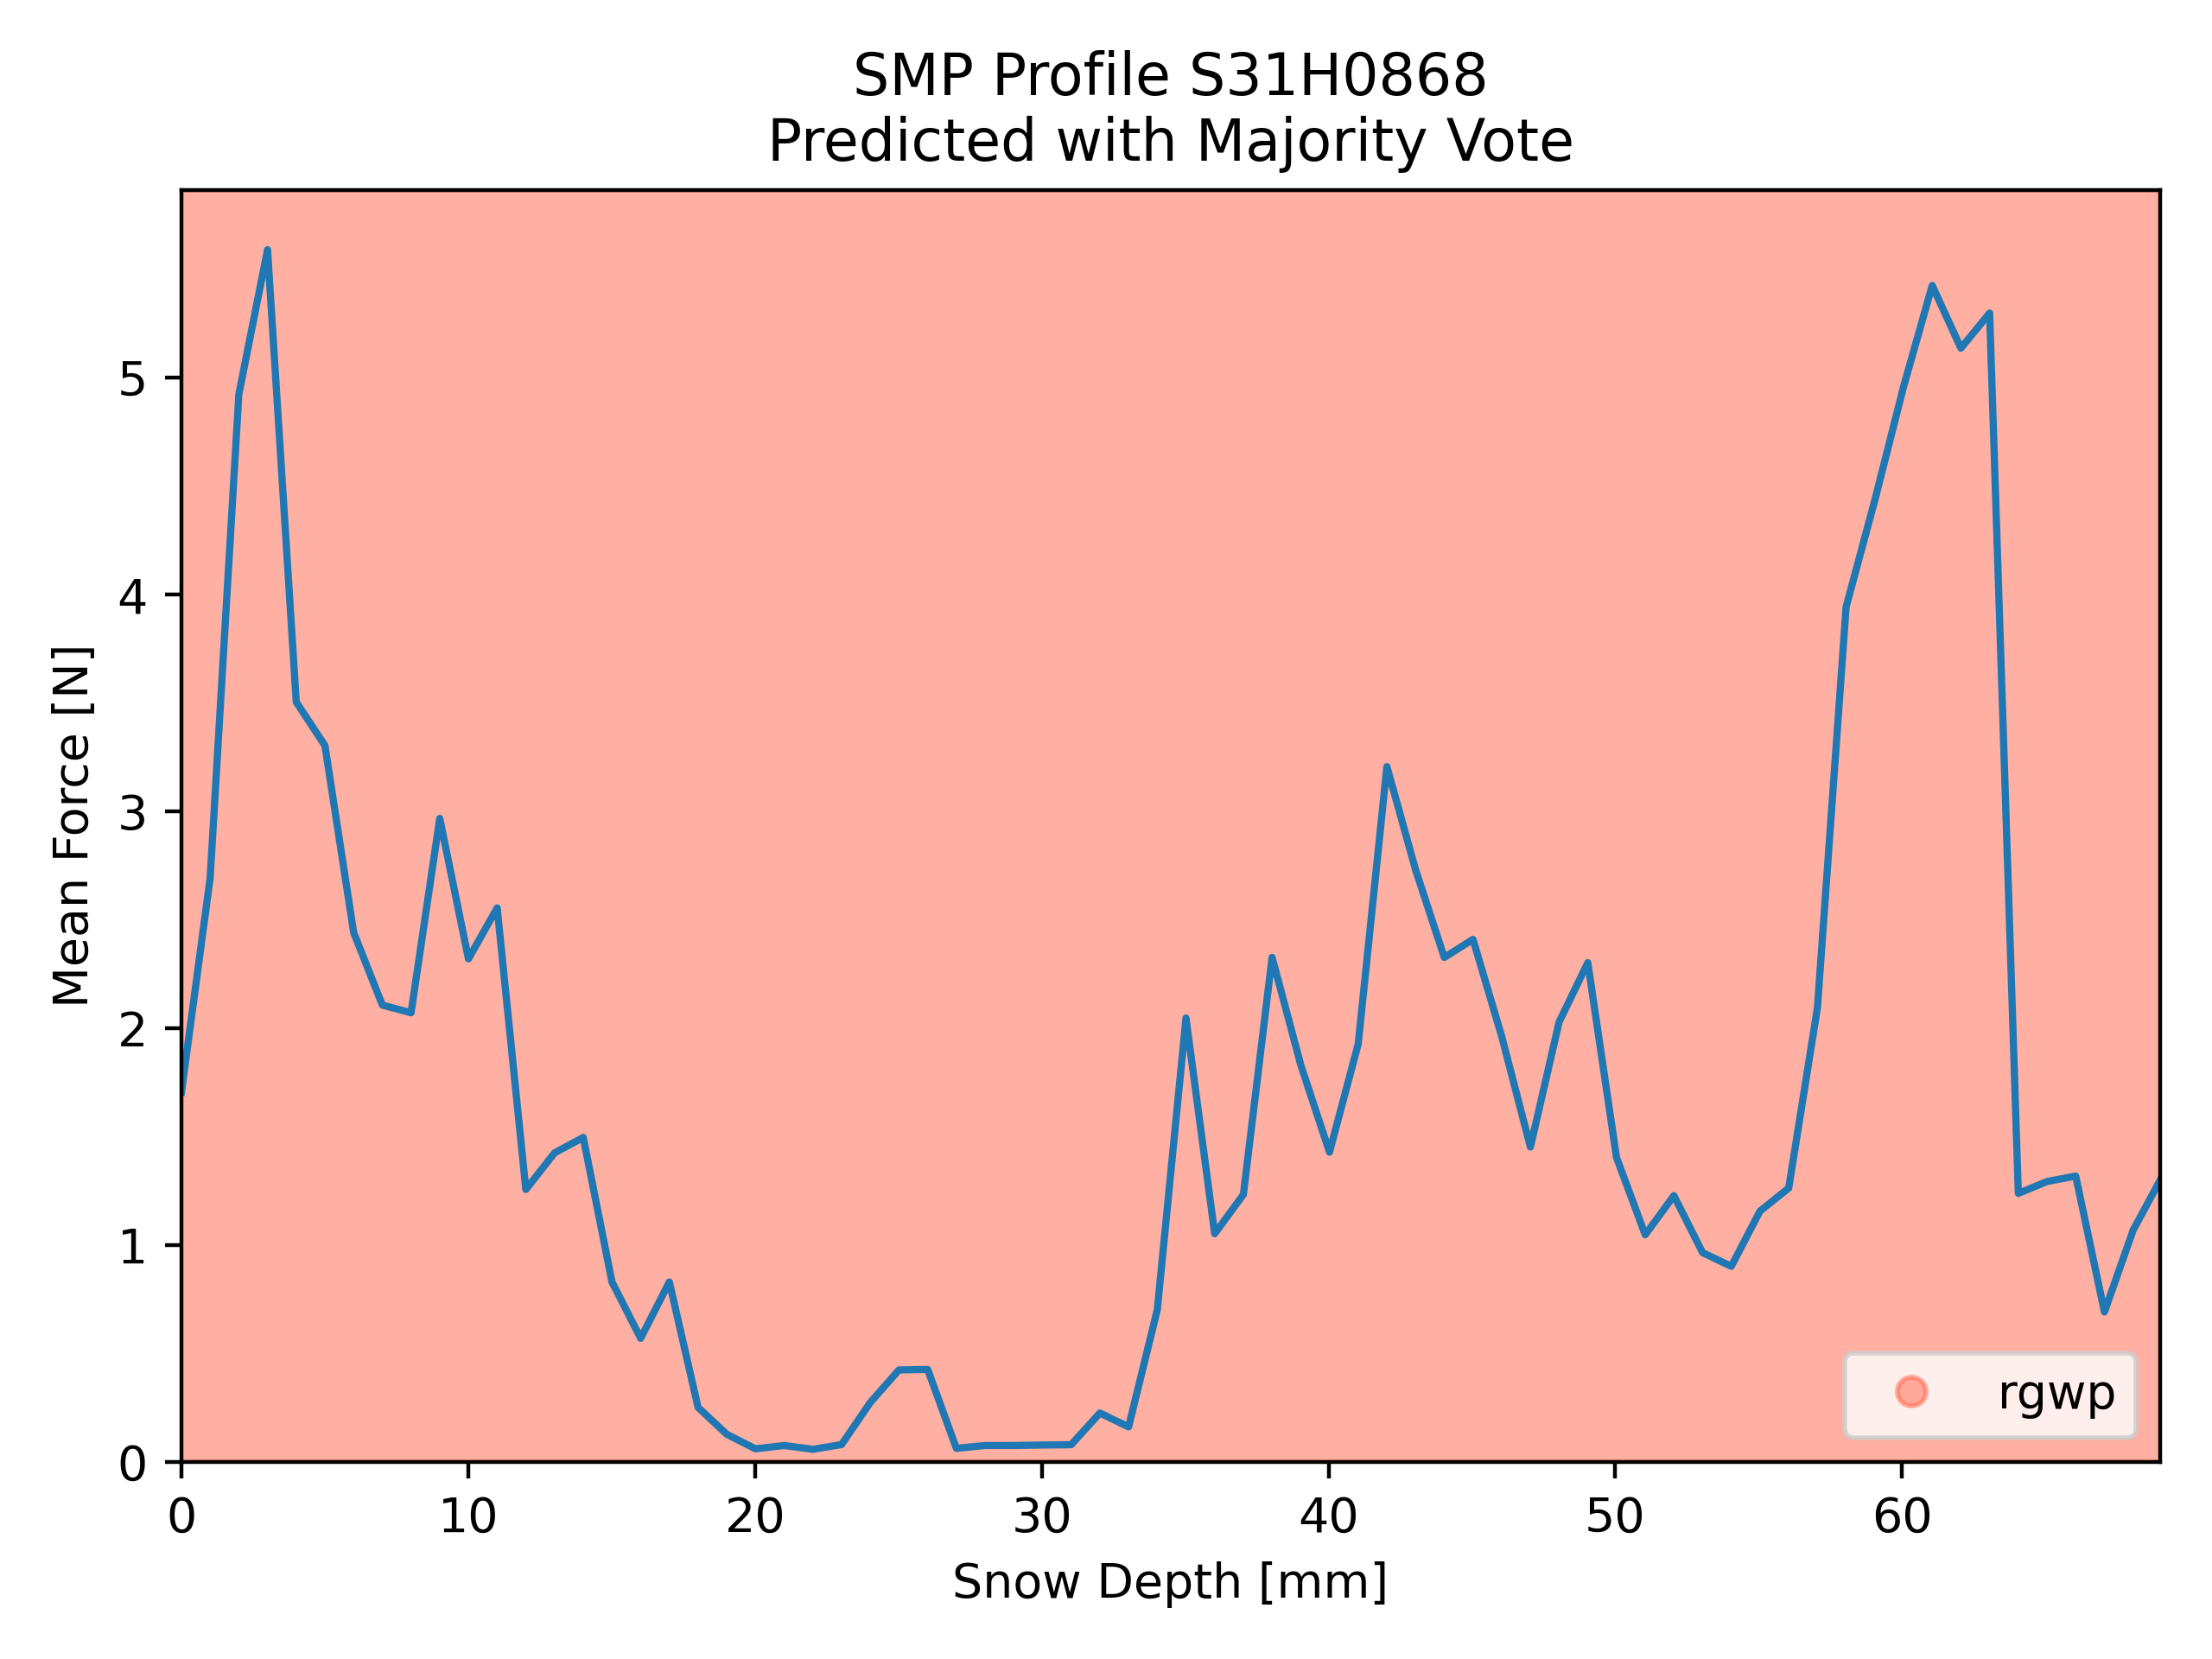 SMP Profile S31H0868
Predicted with Majority Vote
Mean Force [N]
5
4
3
2
1
0
0 10 20 30 40 50 60
Snow Depth [mm]
rgwp